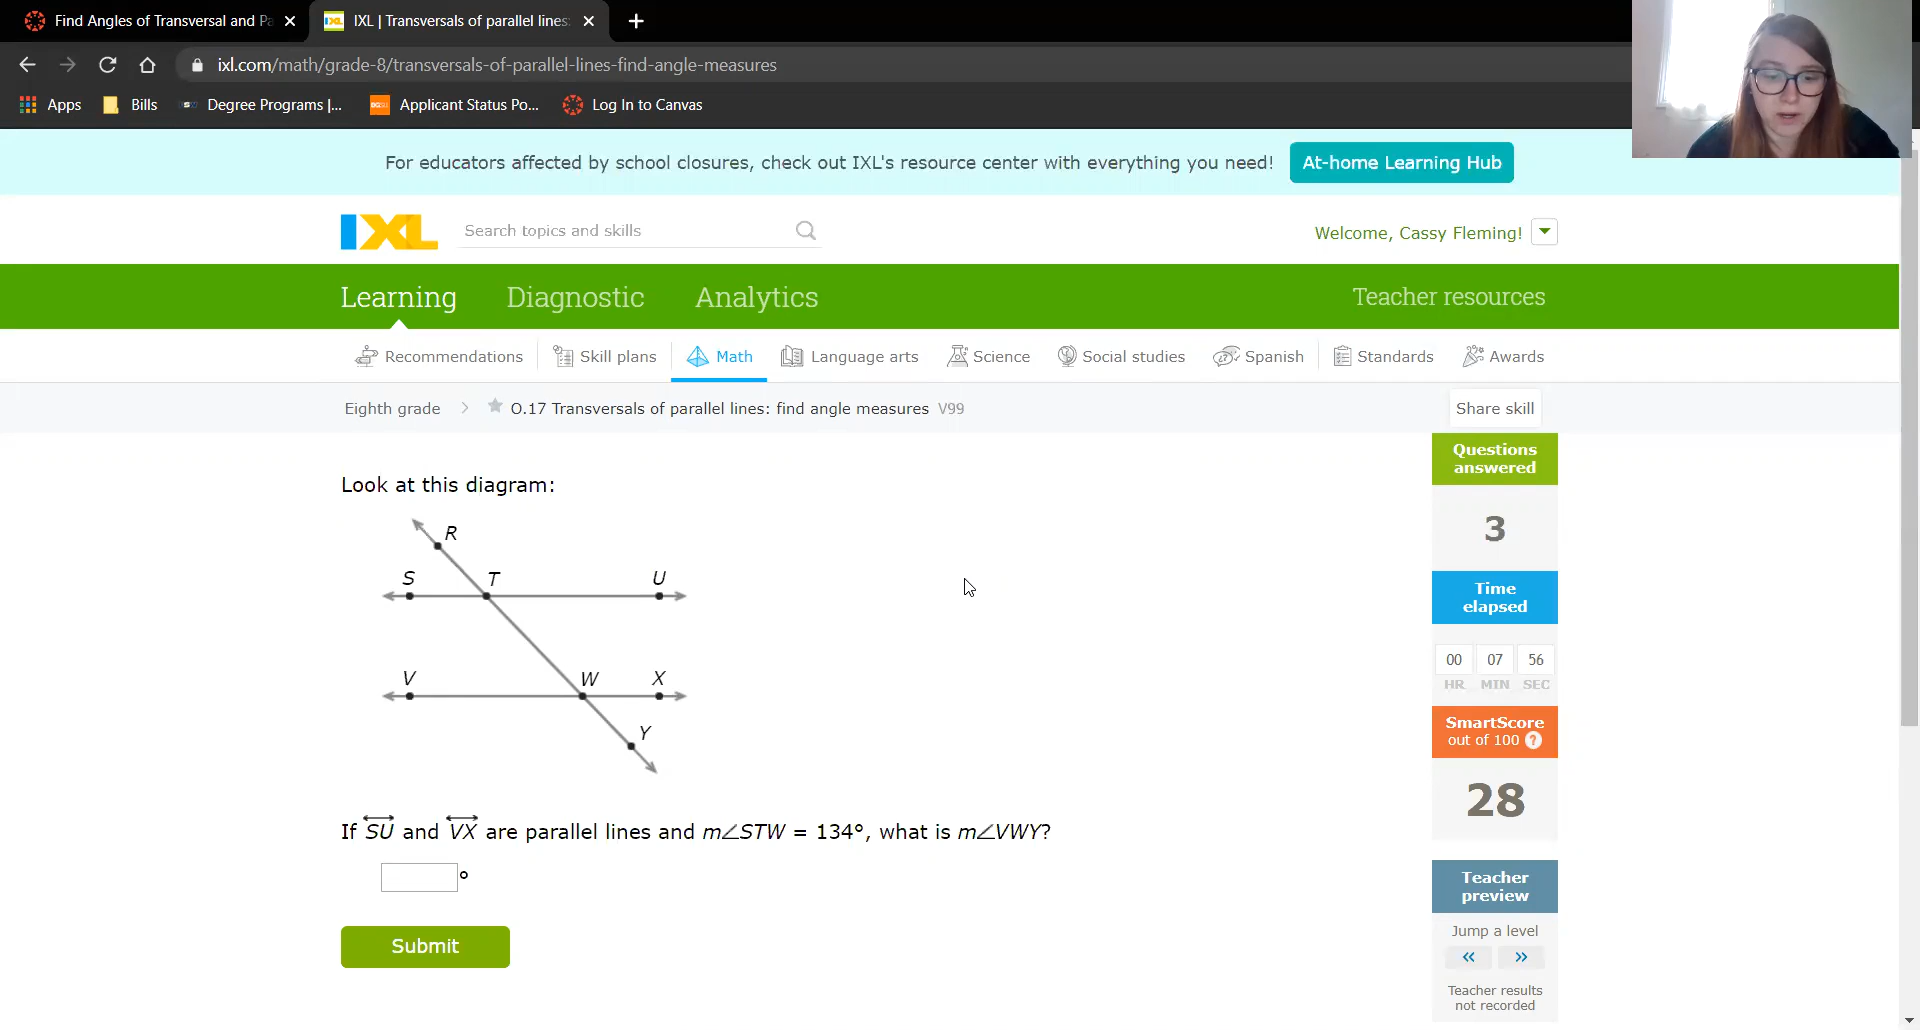 Find Angles of Transversal and Pa
IXL | Transversals of parallel lines:
ixl.com/math/grade-8/transversals-of-parallel-lines-find-angle-measures
Apps
Bills
Degree Programs |...
Applicant Status Po...
Log In to Canvas
For educators affected by school closures, check out IXL's resource center with everything you need!
At-home Learning Hub
IXL
Search topics and skills
Welcome, Cassy Fleming!
Learning
Diagnostic
Analytics
Teacher resources
Recommendations
Skill plans
Math
Language arts
Science
Social studies
Spanish
Standards
Awards
Eighth grade > O.17 Transversals of parallel lines: find angle measures V99
Share skill
Look at this diagram:
R
S
T
U
V
W
X
Y
If SU and VX are parallel lines and m∠STW = 134°, what is m∠VWY?
°
Submit
Questions
answered
3
Time
elapsed
00 07 56
HR MIN SEC
SmartScore
out of 100 ?
28
Teacher
preview
Jump a level
« »
Teacher results
not recorded